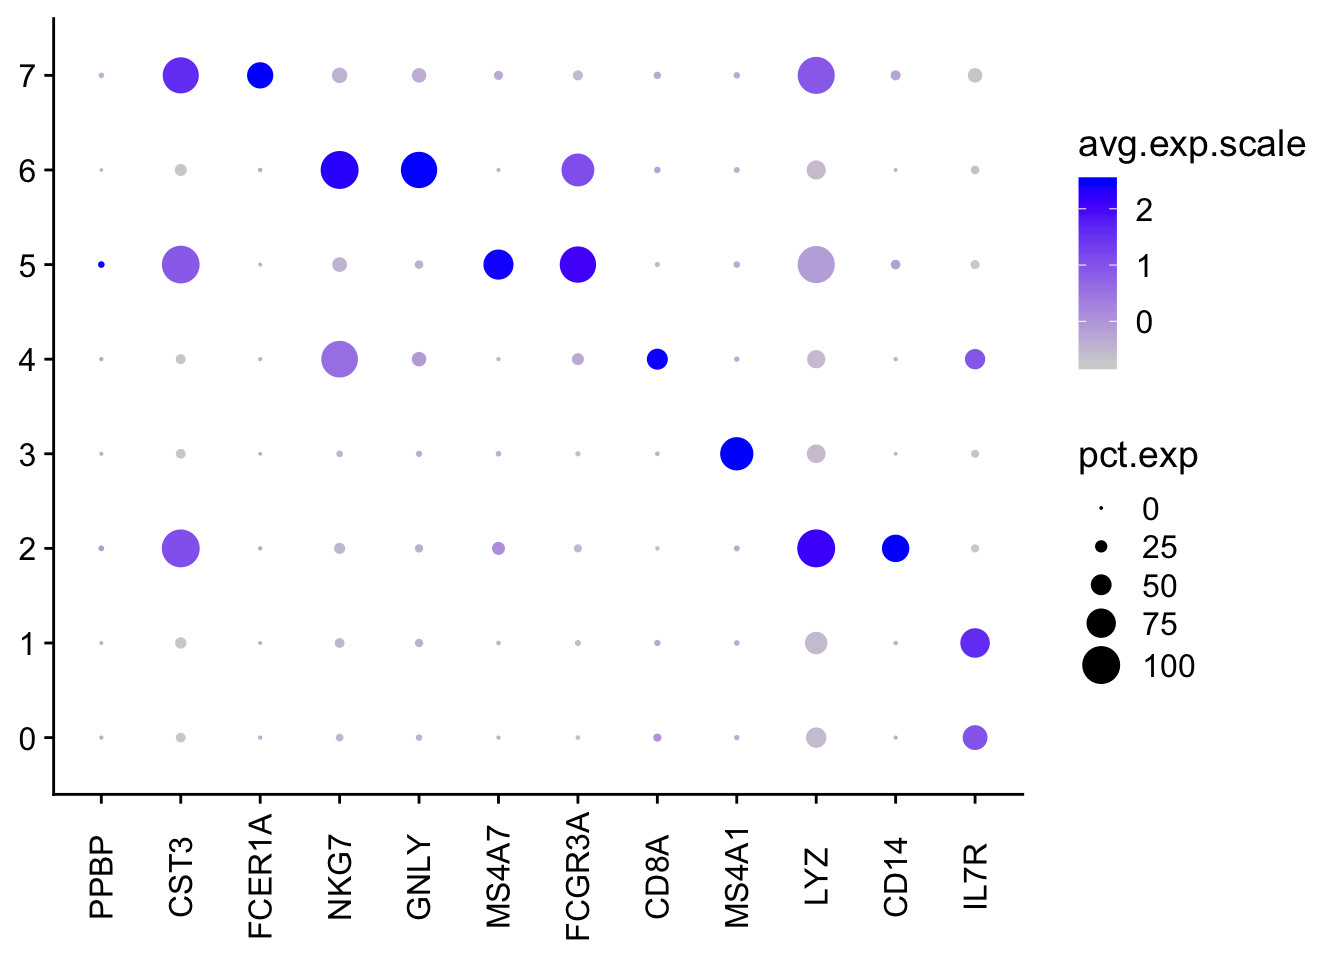 7
6
5
4
3
2
1
0
PPBP
CST3
FCER1A
NKG7
GNLY
MS4A7
FCGR3A
CD8A
MS4A1
LYZ
CD14
IL7R
avg.exp.scale
2
1
0
pct.exp
0
25
50
75
100